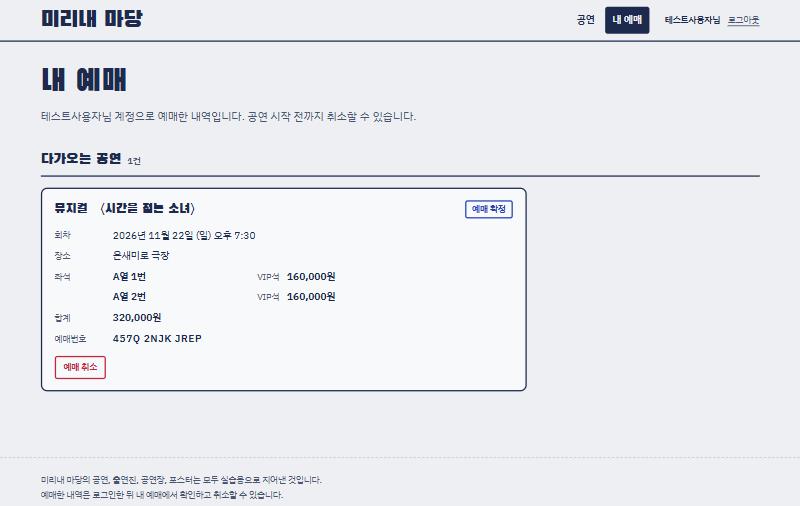 미리내 마당
공연 내 예매 테스트사용자님 로그아웃
내 예매
테스트사용자님 계정으로 예매한 내역입니다. 공연 시작 전까지 취소할 수 있습니다.
다가오는 공연 1건
뮤지컬 〈시간을 접는 소녀〉 예매 확정
회차 2026년 11월 22일 (일) 오후 7:30
장소 온새미로 극장
좌석 A열 1번 VIP석 160,000원
A열 2번 VIP석 160,000원
합계 320,000원
예매번호 457Q 2NJK JREP
예매 취소
미리내 마당의 공연, 출연진, 공연장, 포스터는 모두 실습용으로 지어낸 것입니다.
예매한 내역은 로그인한 뒤 내 예매에서 확인하고 취소할 수 있습니다.